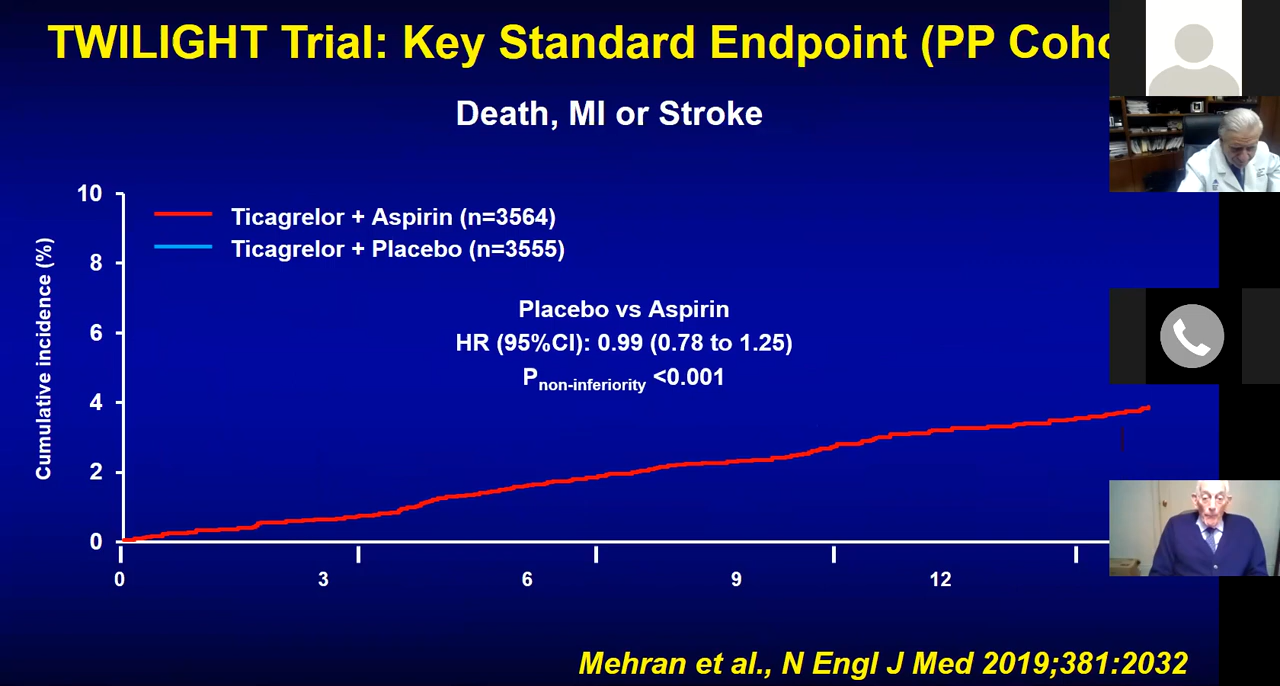 TWILIGHT Trial: Key Standard Endpoint (PP Coho
Death, MI or Stroke
10
8
6
4
2
0
Cumulative incidence (%)
Ticagrelor + Aspirin (n=3564)
Ticagrelor + Placebo (n=3555)
Placebo vs Aspirin
HR (95%CI): 0.99 (0.78 to 1.25)
Pnon-inferiority <0.001
0 3 6 9 12
Mehran et al., N Engl J Med 2019;381:2032